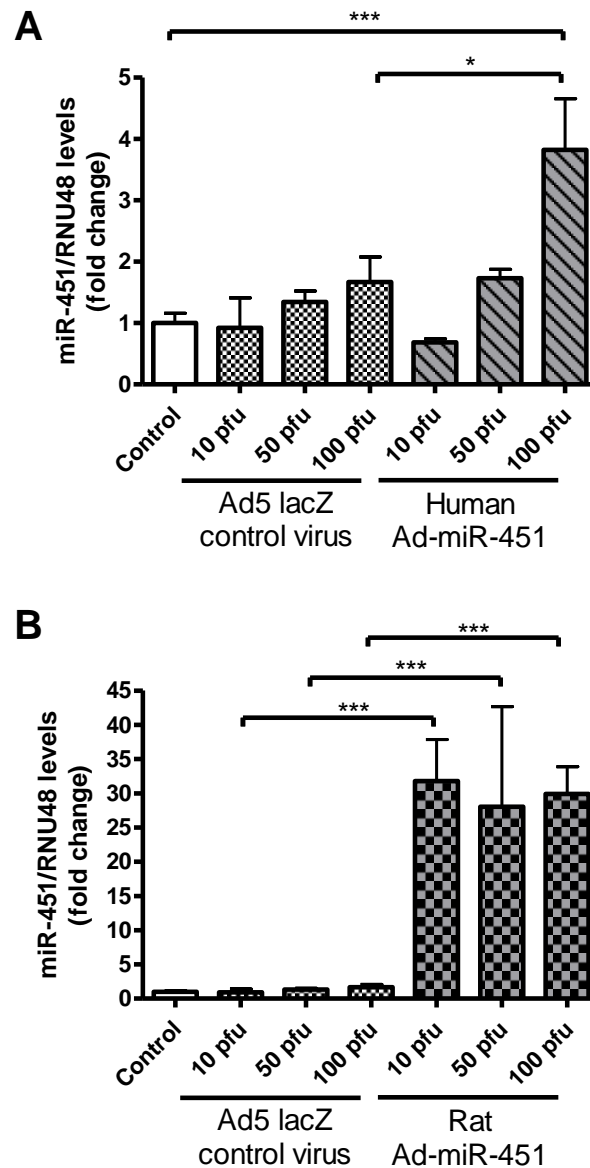 A
***
*
miR-451/RNU48 levels
(fold change)
5
4
3
2
1
0
Control
10 pfu
50 pfu
100 pfu
10 pfu
50 pfu
100 pfu
Ad5 lacZ
control virus
Human
Ad-miR-451
B
***
***
***
miR-451/RNU48 levels
(fold change)
45
40
35
30
25
20
15
10
5
0
Control
10 pfu
50 pfu
100 pfu
10 pfu
50 pfu
100 pfu
Ad5 lacZ
control virus
Rat
Ad-miR-451